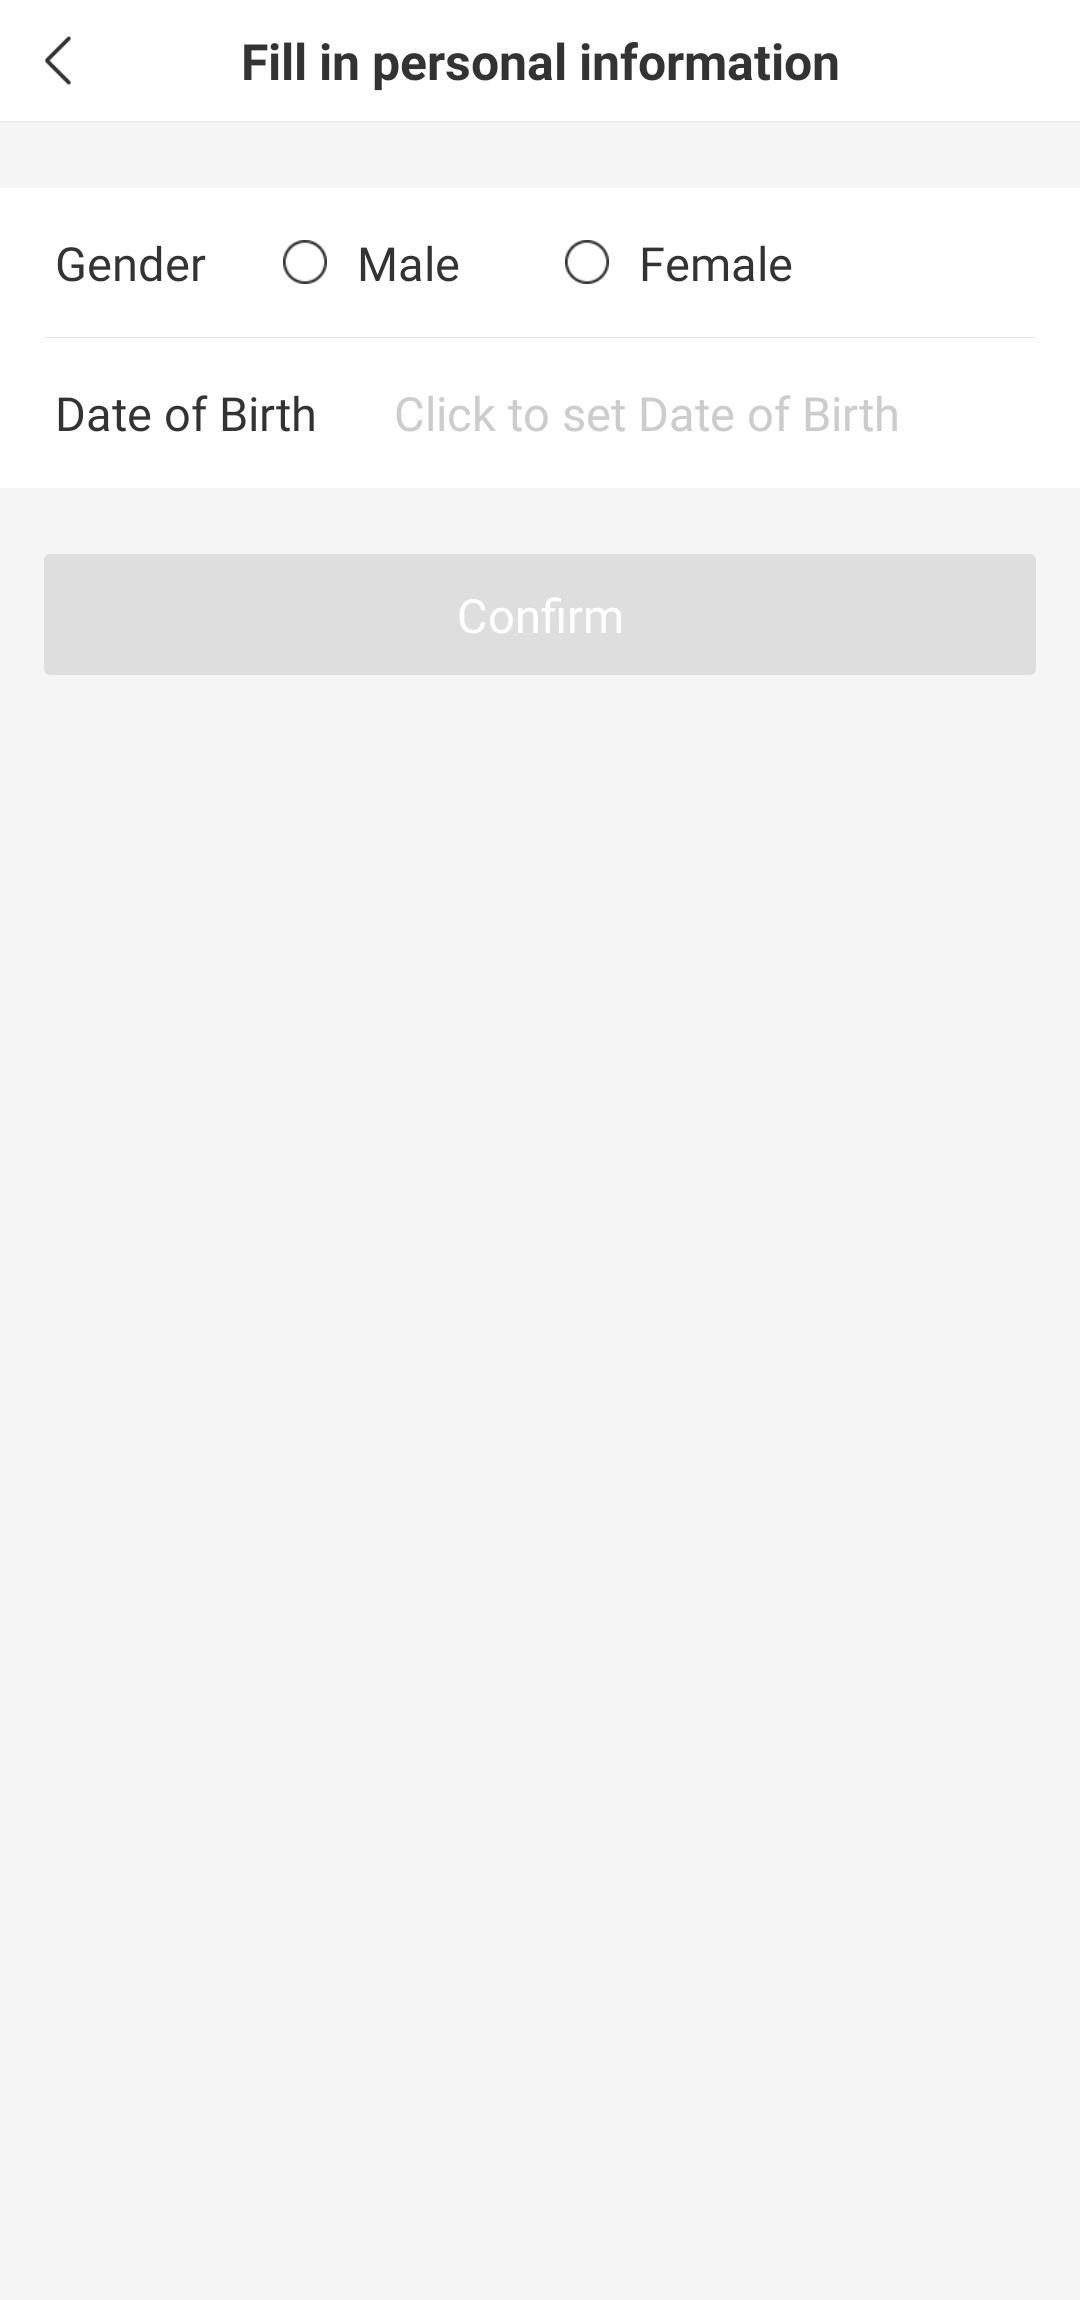 Fill in personal information
Gender Male Female
Date of Birth Click to set Date of Birth
Confirm